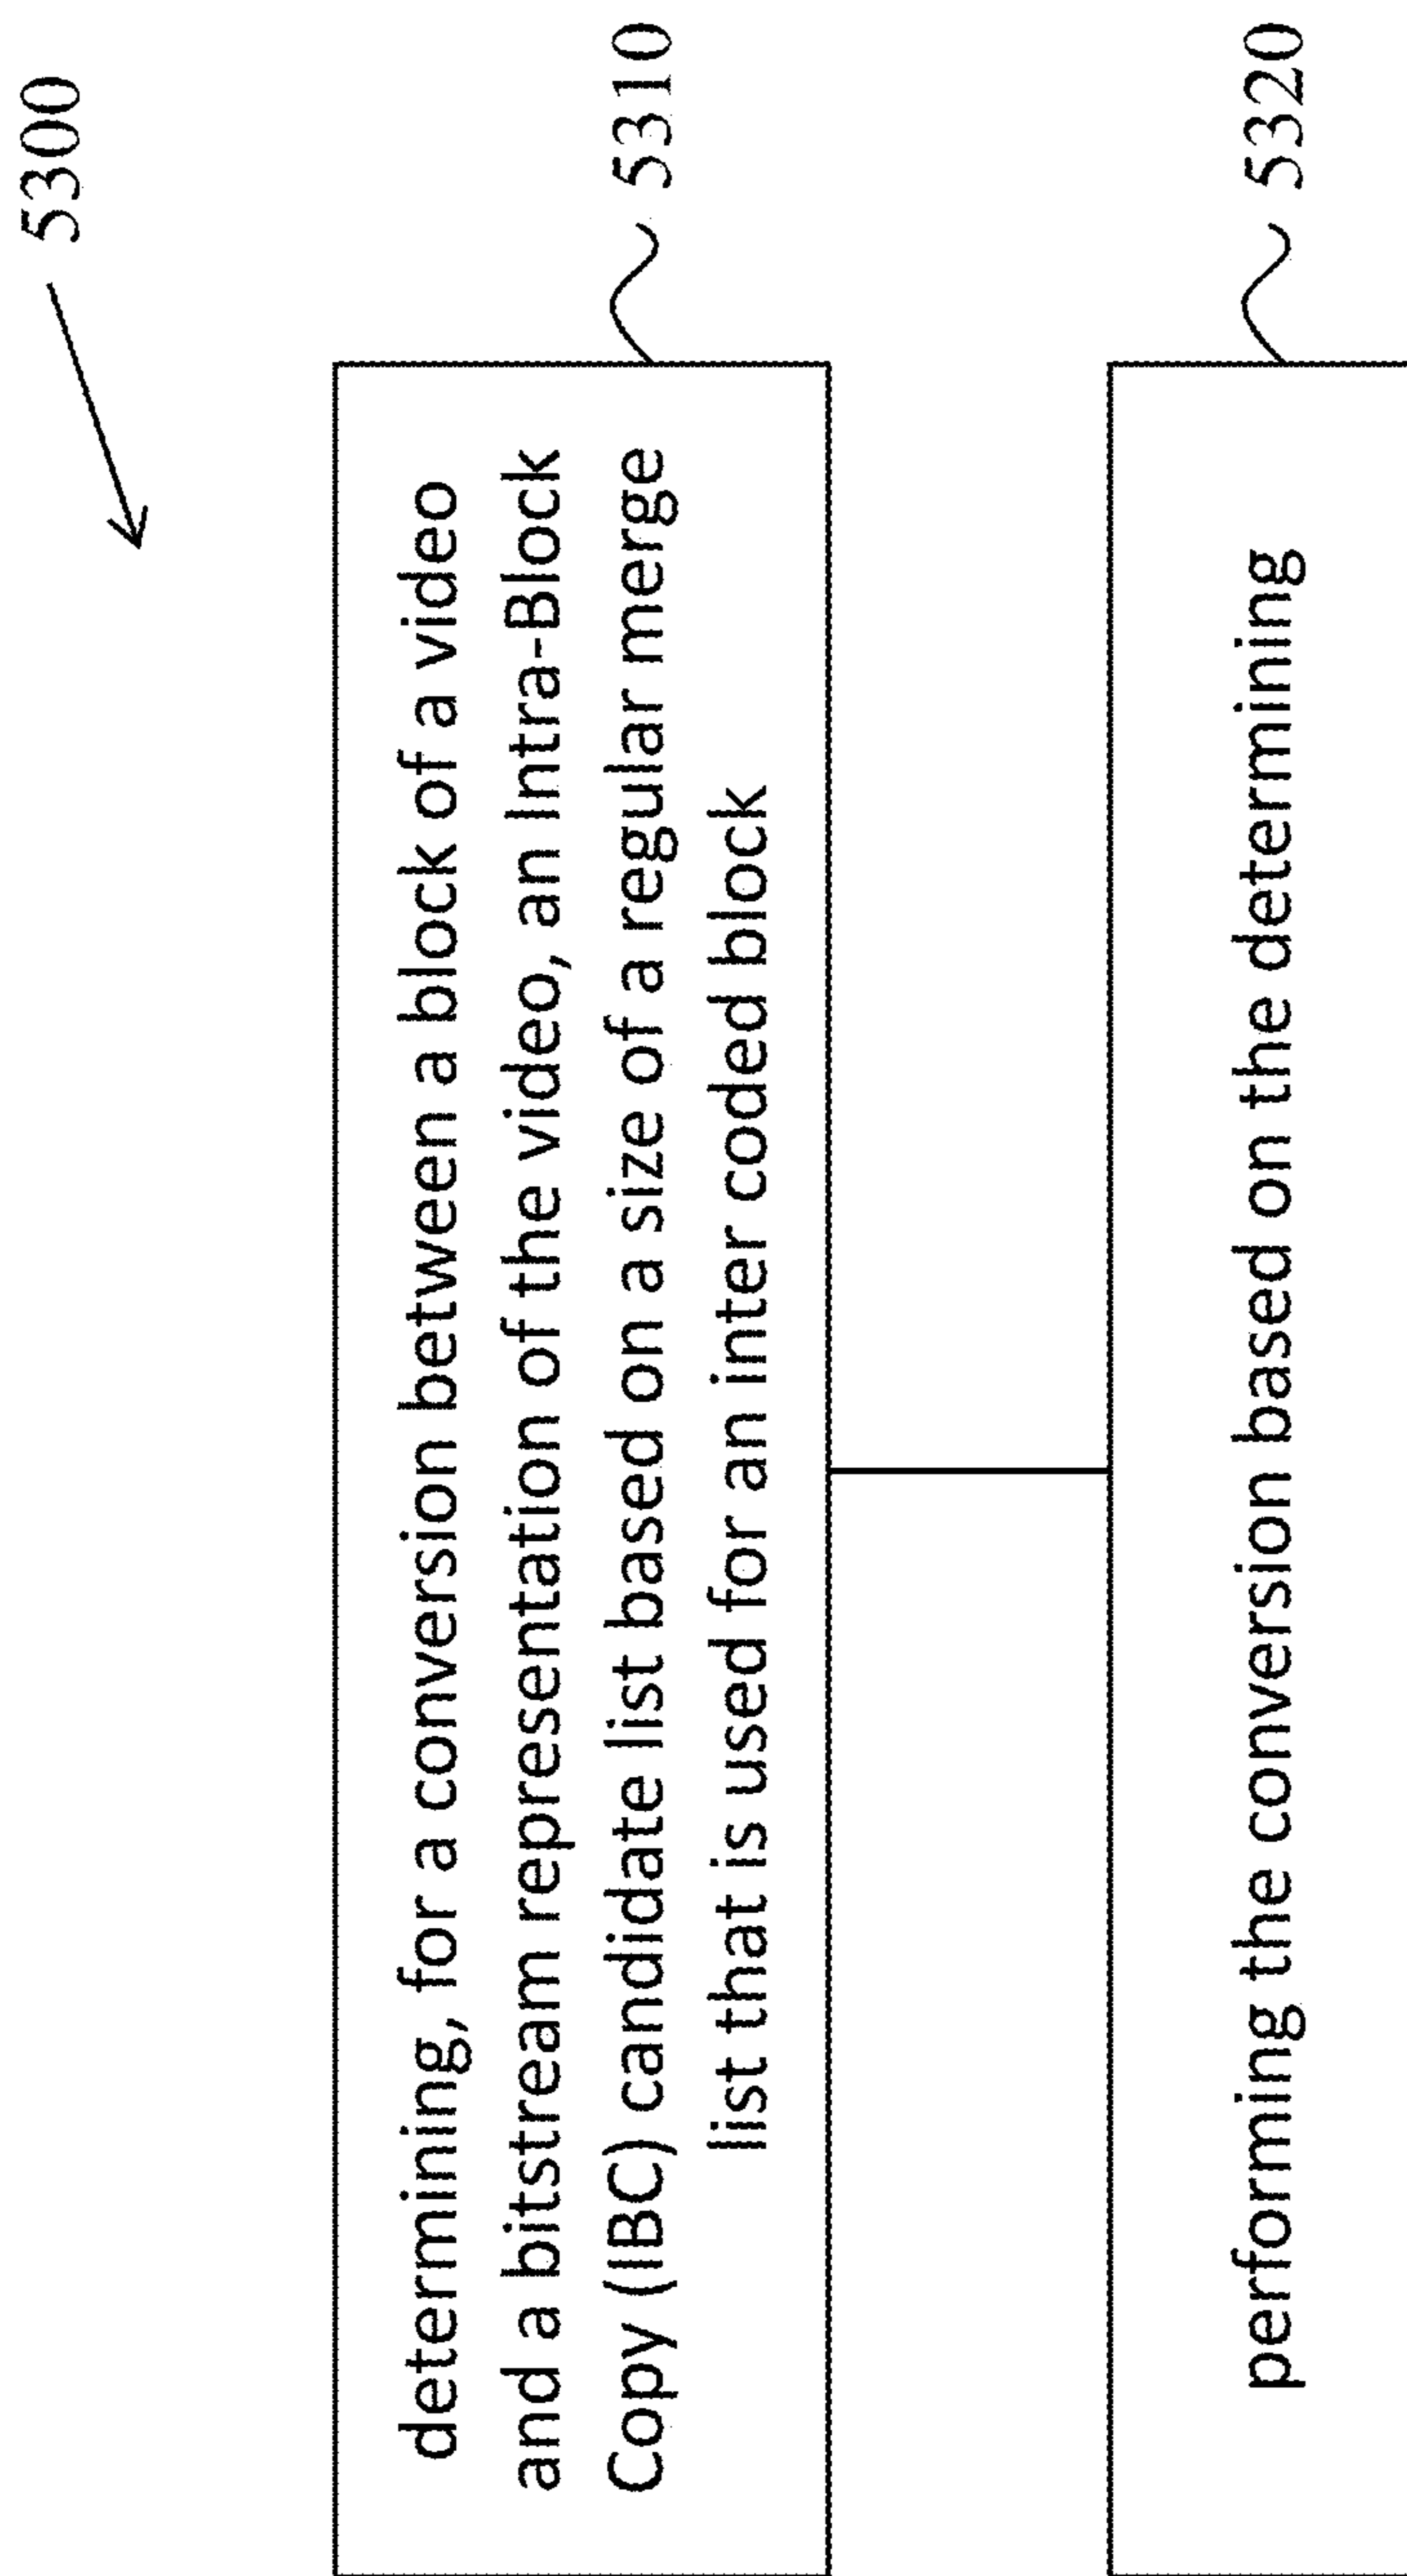 5300
determining, for a conversion between a block of a video
and a bitstream representation of the video, an Intra-Block
Copy (IBC) candidate list based on a size of a regular merge
list that is used for an inter coded block
5310
performing the conversion based on the determining
5320